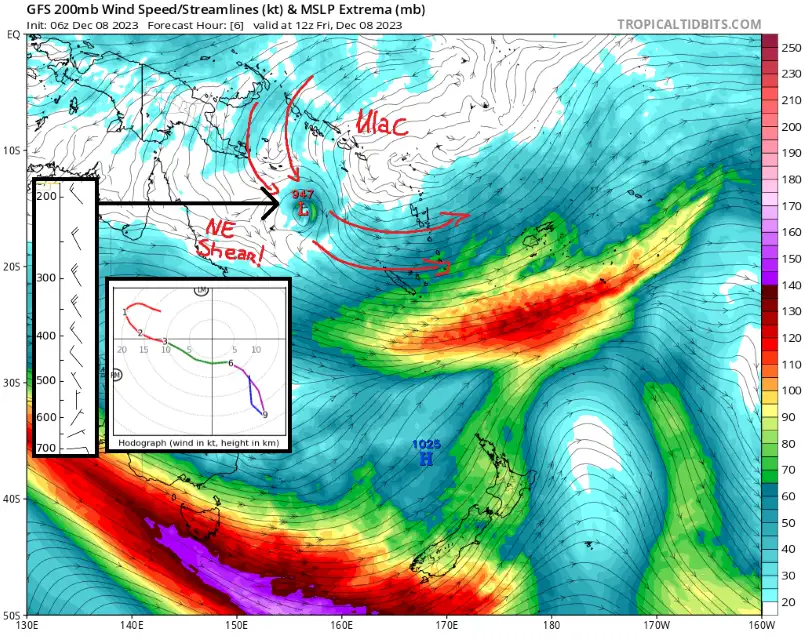 GFS 200mb Wind Speed/Streamlines (kt) & MSLP Extrema (mb)
Init: 06z Dec 08 2023 Forecast Hour: [6] valid at 12z Fri, Dec 08 2023
TROPICALTIDBITS.COM
EQ
10S
20S
30S
40S
50S
130E
140E
150E
160E
170E
180
170W
160W
250
230
220
210
200
190
180
170
160
150
140
130
120
110
100
90
80
70
60
50
40
30
20
ULaC
947
L
NE
Shear!
200
300
400
500
600
700
LM
RM
1
2
3
6
9
20 15 10 5 5 10
Hodograph (wind in kt, height in km)
1025
H